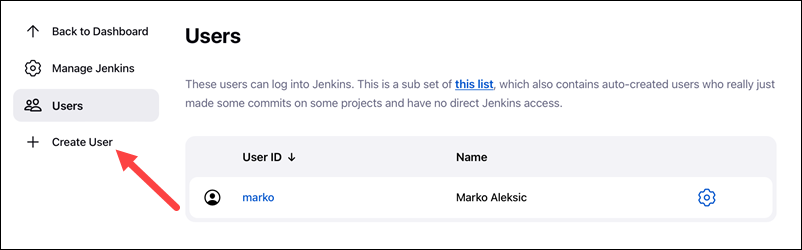 Back to Dashboard
Manage Jenkins
Users
Create User
Users
These users can log into Jenkins. This is a sub set of this list, which also contains auto-created users who really just
made some commits on some projects and have no direct Jenkins access.
User ID ↓ Name
marko Marko Aleksic